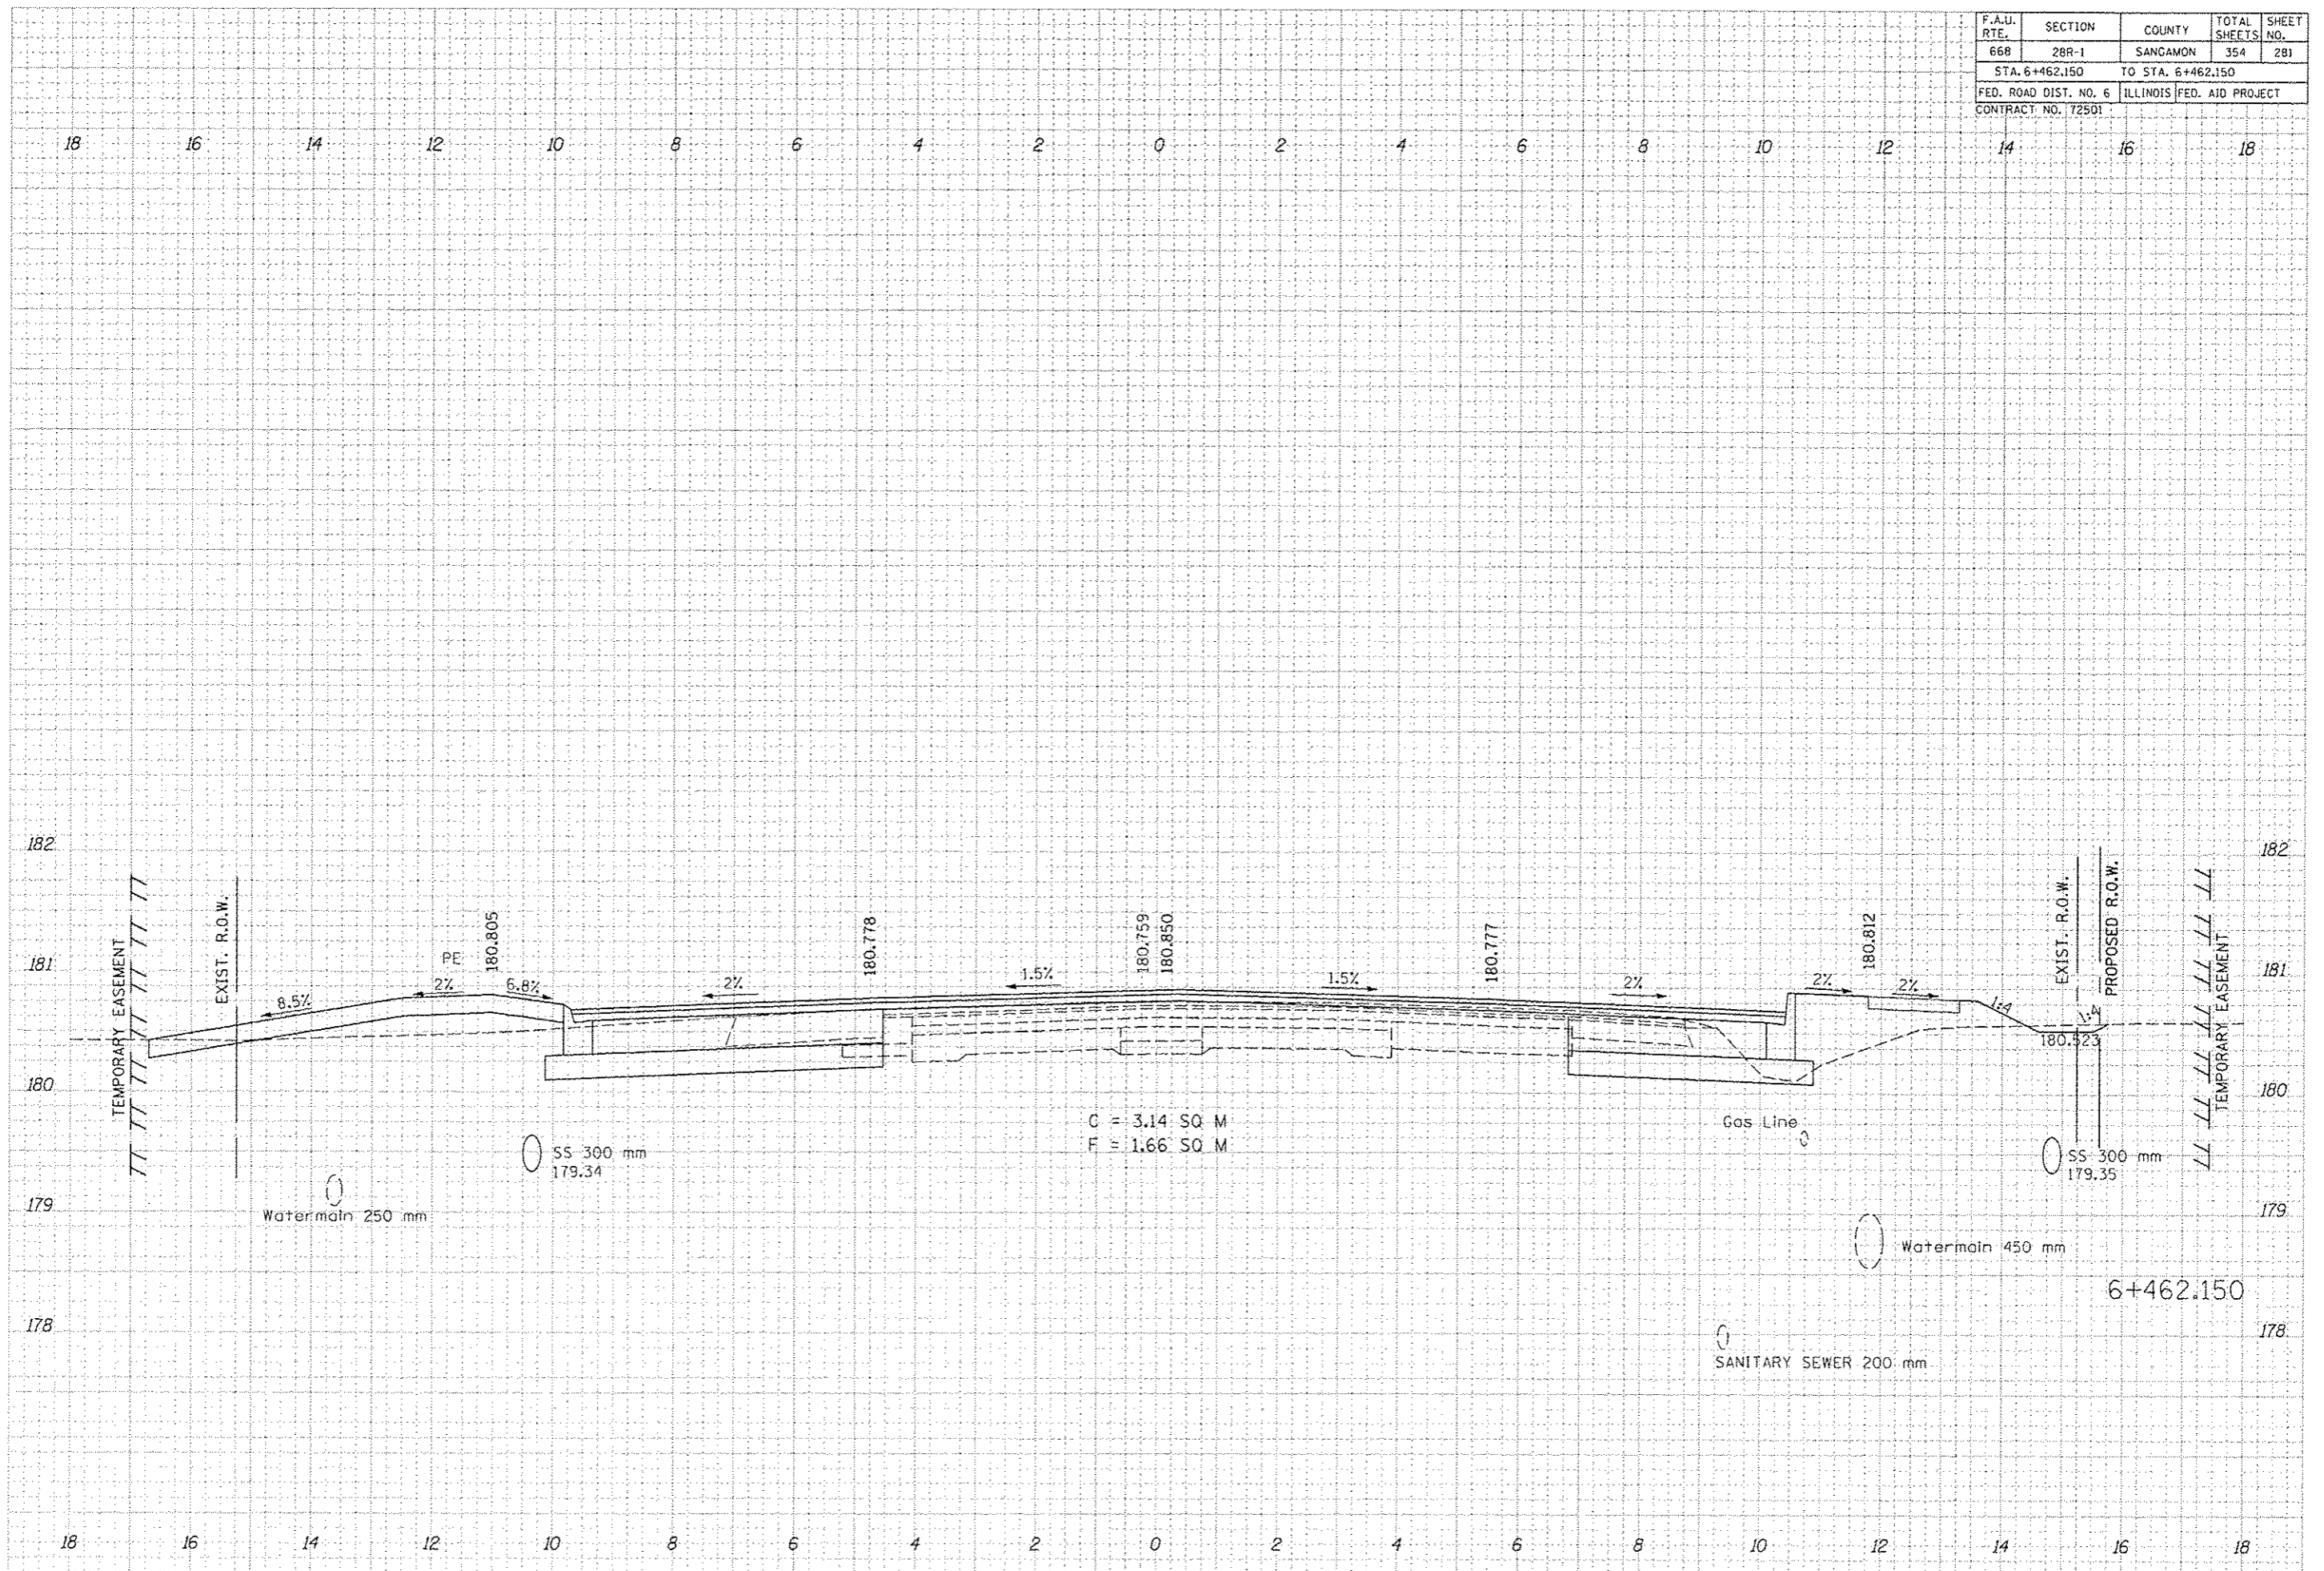 F.A.U. RTE. SECTION COUNTY TOTAL SHEETS SHEET NO.
668 28R-1 SANGAMON 354 281
STA. 6+462.150 TO STA. 6+462.150
FED. ROAD DIST. NO. 6 ILLINOIS FED. AID PROJECT
CONTRACT NO. 72501
18 16 14 12 10 8 6 4 2 0 2 4 6 8 10 12 14 16 18
182 182
TEMPORARY EASEMENT
EXIST. R.O.W.
180.805
180.778
180.759
180.850
180.777
180.812
EXIST. R.O.W.
PROPOSED R.O.W.
TEMPORARY EASEMENT
181 181
PE
8.5% 2% 6.8% 2% 1.5% 1.5% 2% 2% 2% 1:4 1:4
180.523
180 180
C = 3.14 SQ M
F = 1.66 SQ M
Gas Line
SS 300 mm
179.34
SS 300 mm
179.35
179 179
Watermain 250 mm
Watermain 450 mm
6+462.150
178 178
SANITARY SEWER 200 mm
18 16 14 12 10 8 6 4 2 0 2 4 6 8 10 12 14 16 18